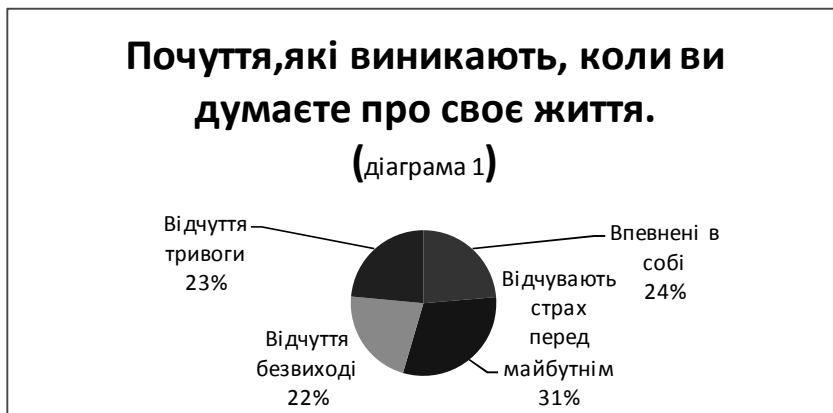 Почуття,які виникають, коли ви
думаєте про своє життя.
(діаграма 1)
Відчуття
тривоги
23%
Впевнені в
собі
24%
Відчувають
страх
перед
майбутнім
31%
Відчуття
безвиході
22%